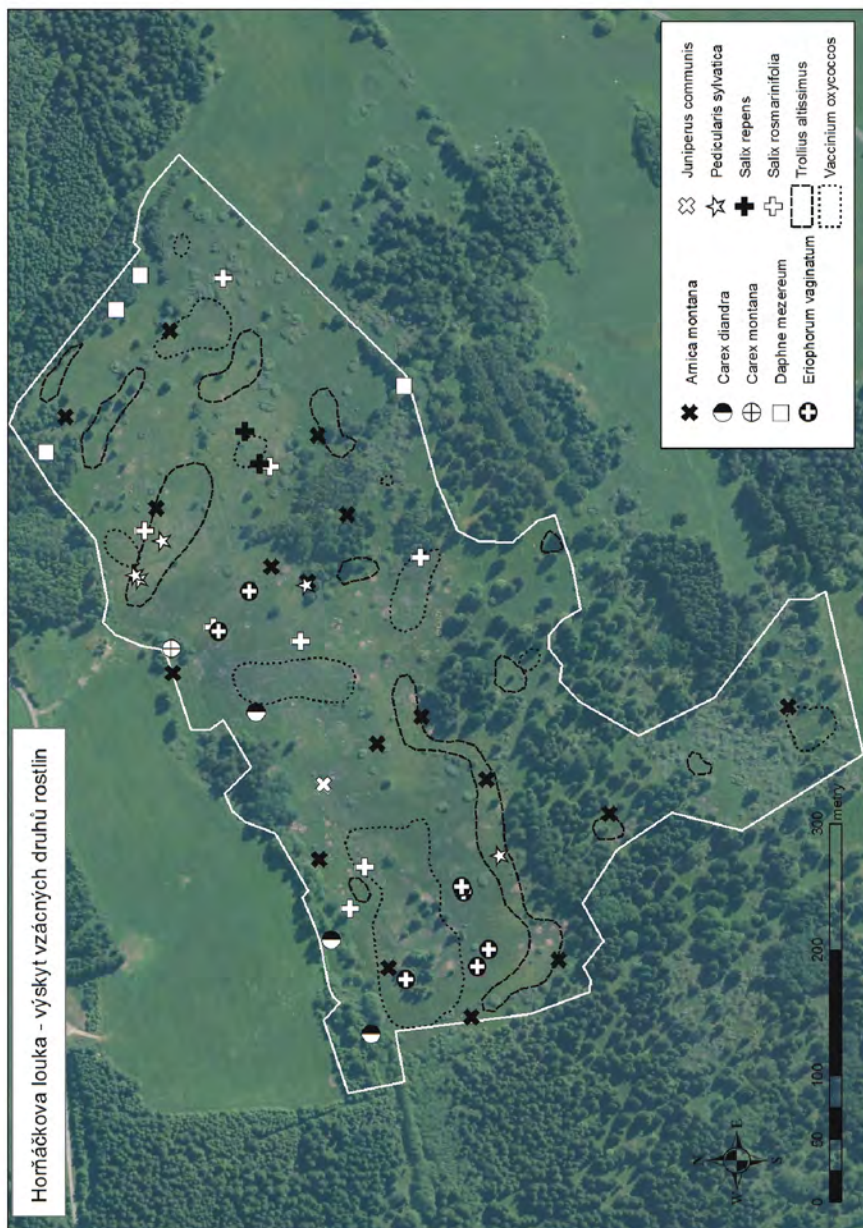 Horňáčkova louka - výskyt vzácných druhů rostlin
Arnica montana
Carex diandra
Carex montana
Daphne mezereum
Eriophorum vaginatum
Juniperus communis
Pedicularis sylvatica
Salix repens
Salix rosmarinifolia
Trollius altissimus
Vaccinium oxycoccos
N
W E
S
0 50 100 200 300
metry